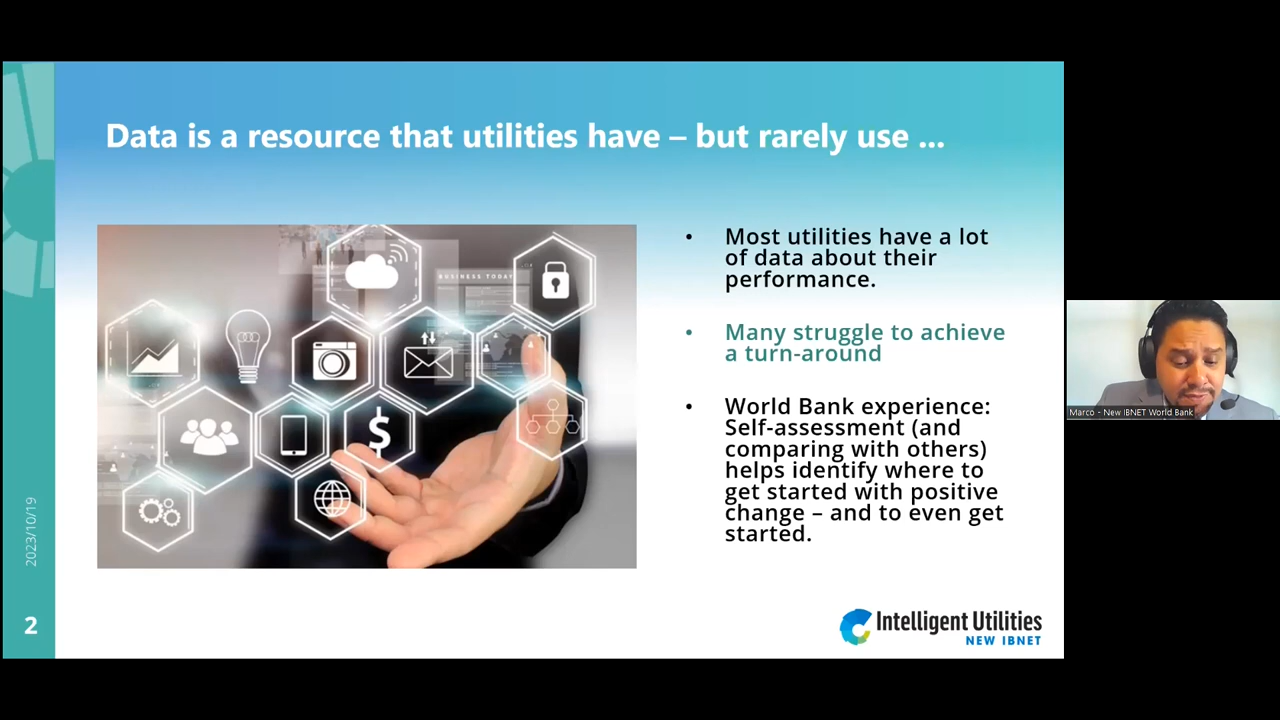 Data is a resource that utilities have – but rarely use ...
BUSINESS TODAY
$
• Most utilities have a lot
of data about their
performance.
• Many struggle to achieve
a turn-around
• World Bank experience:
Self-assessment (and
comparing with others)
helps identify where to
get started with positive
change – and to even get
started.
2023/10/19
2
Intelligent Utilities
NEW IBNET
Marco - New IBNET World Bank